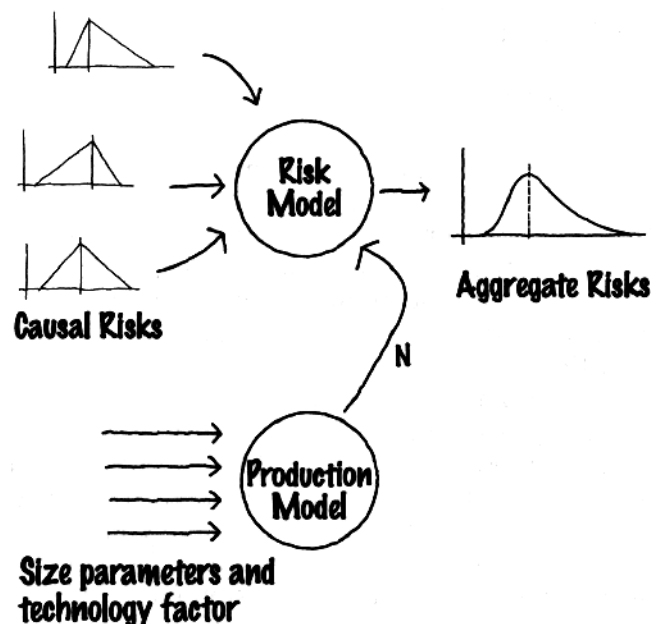 Risk
Model
Aggregate Risks
Causal Risks
N
Production
Model
Size parameters and
technology factor